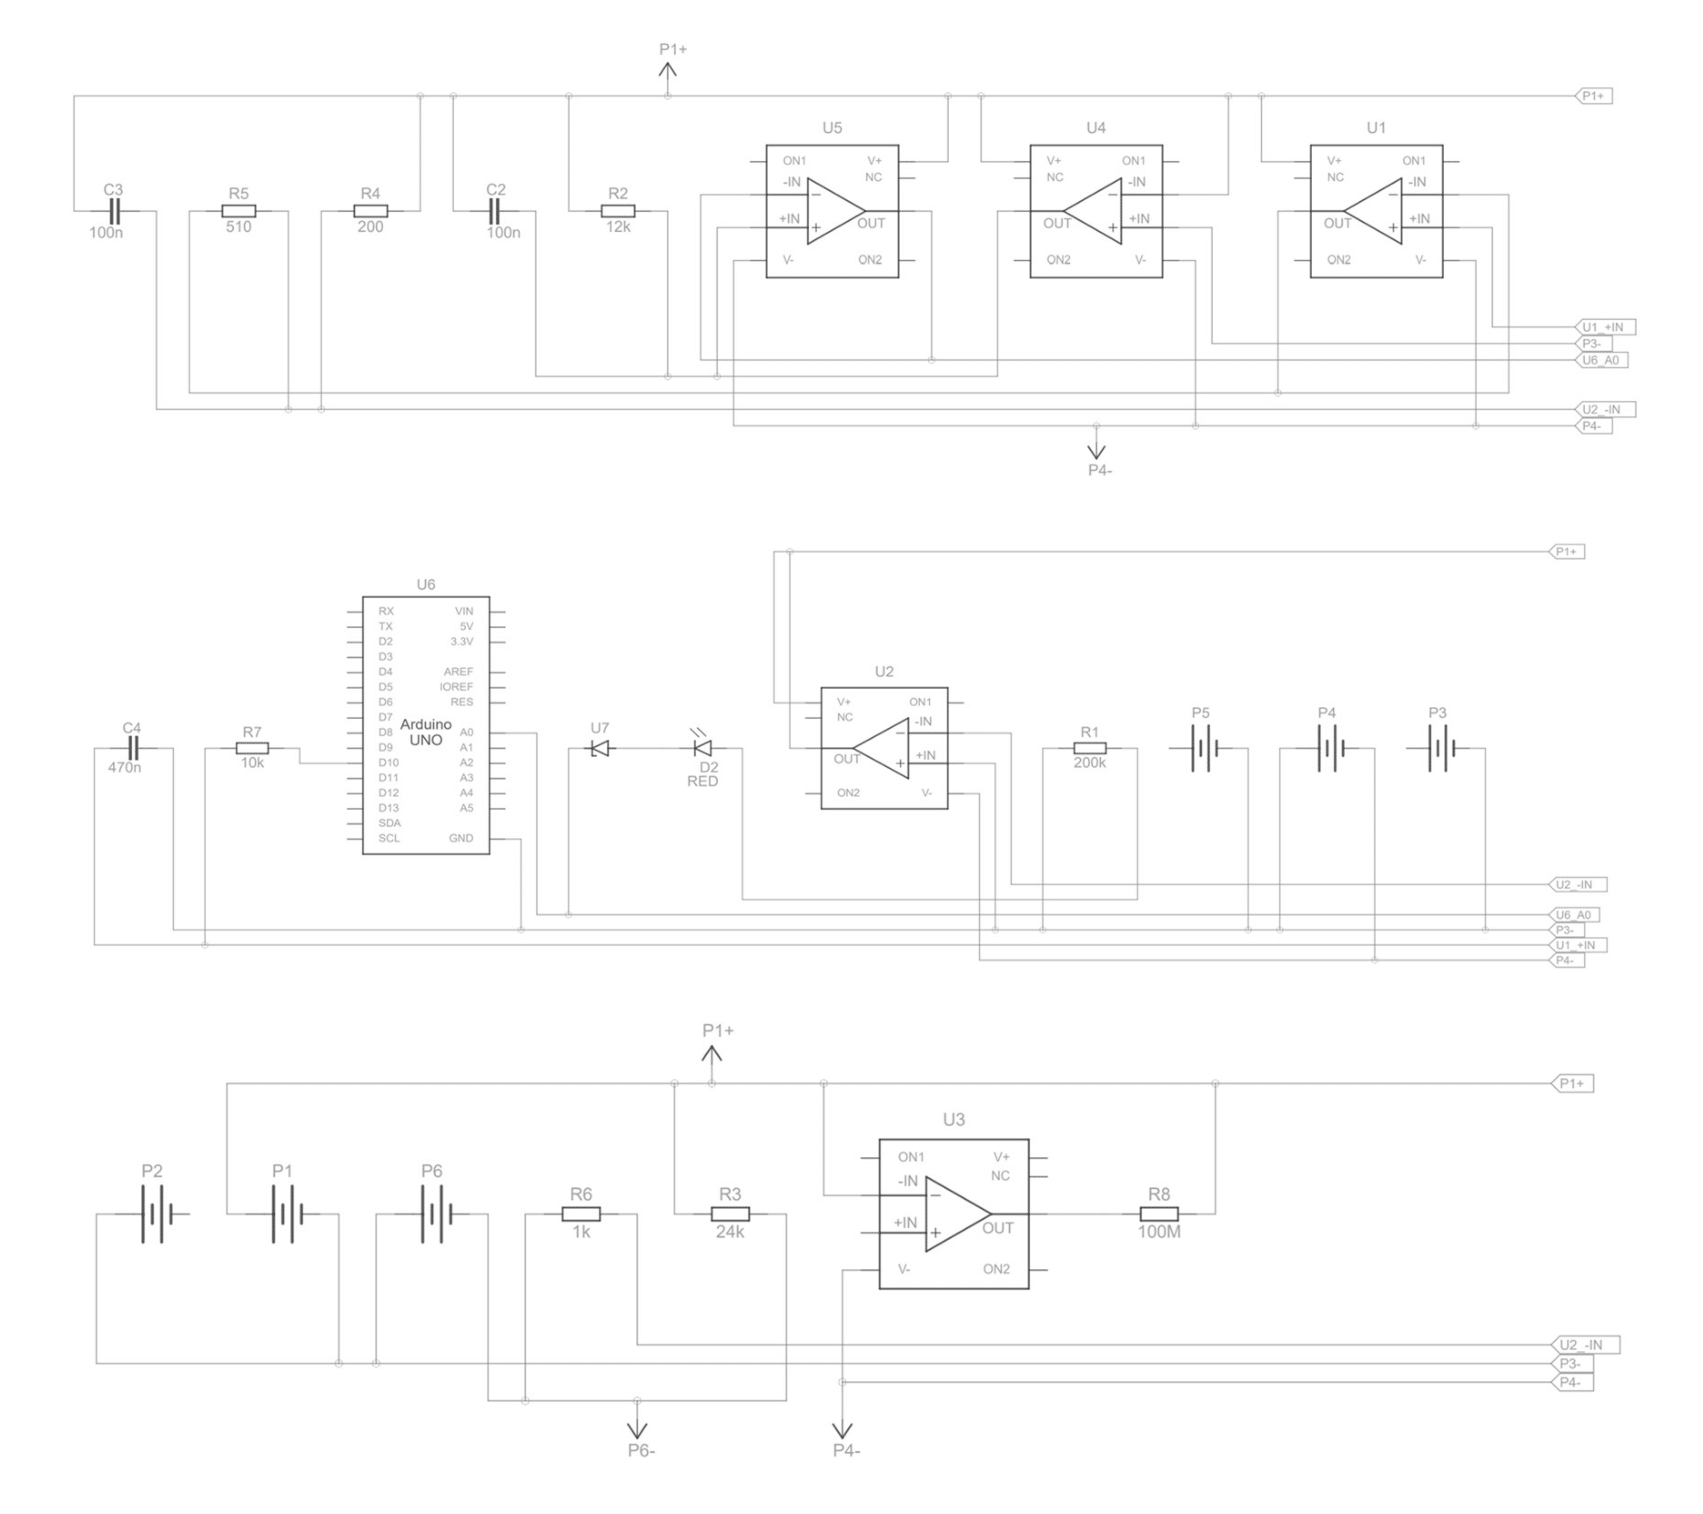 P1+
P1+
U5
U4
U1
ON1
V+
NC
-IN
+IN
OUT
V-
ON2
V+
ON1
NC
-IN
+IN
OUT
ON2
V-
V+
ON1
NC
-IN
+IN
OUT
ON2
V-
C3
100n
R5
510
R4
200
C2
100n
R2
12k
U1_+IN
P3-
U6_A0
U2_-IN
P4-
P4-
P1+
U6
RX
TX
D2
D3
D4
D5
D6
D7
D8
D9
D10
D11
D12
D13
SDA
SCL
Arduino
UNO
VIN
5V
3.3V
AREF
IOREF
RES
A0
A1
A2
A3
A4
A5
GND
C4
470n
R7
10k
U7
D2
RED
U2
V+
ON1
NC
-IN
+IN
OUT
ON2
V-
R1
200k
P5
P4
P3
U2_-IN
U6_A0
P3-
U1_+IN
P4-
P1+
P1+
U3
ON1
V+
NC
-IN
+IN
OUT
V-
ON2
P2
P1
P6
R6
1k
R3
24k
R8
100M
U2_-IN
P3-
P4-
P6-
P4-